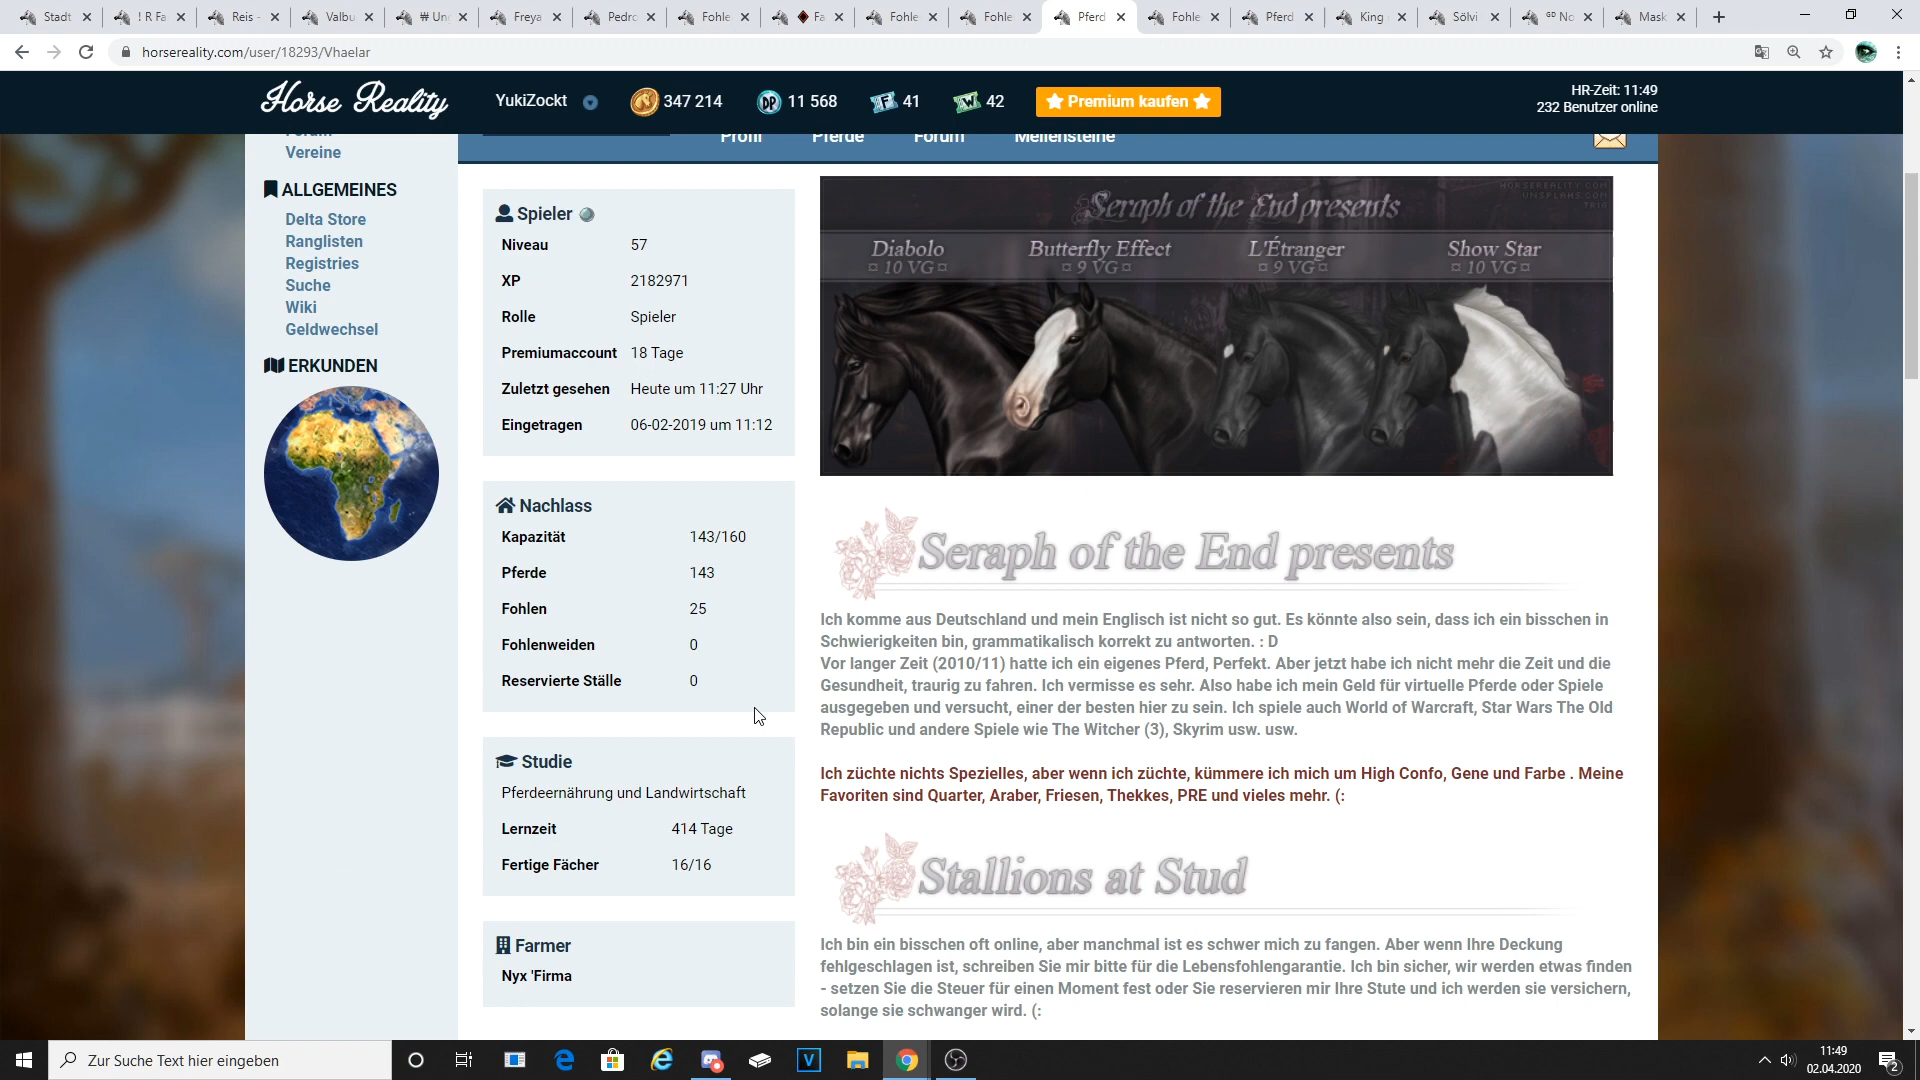 Stadt
! R Fa
Reis -
Valbu
₩ Un
Freya
Pedro
Fohle
Fa
Fohle
Fohle
Pferd
Fohle
Pferd
King
Sölvi
GD No
Mask
horsereality.com/user/18293/Vhaelar
Horse Reality
YukiZockt
347 214
DP 11 568
41
42
Premium kaufen
HR-Zeit: 11:49
232 Benutzer online
Forum
Vereine
Profil
Pferde
Forum
Meilensteine
ALLGEMEINES
Delta Store
Ranglisten
Registries
Suche
Wiki
Geldwechsel
ERKUNDEN
Spieler
Niveau 57
XP 2182971
Rolle Spieler
Premiumaccount 18 Tage
Zuletzt gesehen Heute um 11:27 Uhr
Eingetragen 06-02-2019 um 11:12
Nachlass
Kapazität 143/160
Pferde 143
Fohlen 25
Fohlenweiden 0
Reservierte Ställe 0
Studie
Pferdeernährung und Landwirtschaft
Lernzeit 414 Tage
Fertige Fächer 16/16
Farmer
Nyx 'Firma
HORSEREALITY.COM
UNSPLAHS.COM
Seraph of the End presents
Diabolo
¤ 10 VG ¤
Butterfly Effect
¤ 9 VG ¤
L'Étranger
¤ 9 VG ¤
Show Star
¤ 10 VG ¤
Seraph of the End presents
Ich komme aus Deutschland und mein Englisch ist nicht so gut. Es könnte also sein, dass ich ein bisschen in
Schwierigkeiten bin, grammatikalisch korrekt zu antworten. : D
Vor langer Zeit (2010/11) hatte ich ein eigenes Pferd, Perfekt. Aber jetzt habe ich nicht mehr die Zeit und die
Gesundheit, traurig zu fahren. Ich vermisse es sehr. Also habe ich mein Geld für virtuelle Pferde oder Spiele
ausgegeben und versucht, einer der besten hier zu sein. Ich spiele auch World of Warcraft, Star Wars The Old
Republic und andere Spiele wie The Witcher (3), Skyrim usw. usw.
Ich züchte nichts Spezielles, aber wenn ich züchte, kümmere ich mich um High Confo, Gene und Farbe . Meine
Favoriten sind Quarter, Araber, Friesen, Thekkes, PRE und vieles mehr. (:
Stallions at Stud
Ich bin ein bisschen oft online, aber manchmal ist es schwer mich zu fangen. Aber wenn Ihre Deckung
fehlgeschlagen ist, schreiben Sie mir bitte für die Lebensfohlengarantie. Ich bin sicher, wir werden etwas finden
- setzen Sie die Steuer für einen Moment fest oder Sie reservieren mir Ihre Stute und ich werden sie versichern,
solange sie schwanger wird. (:
Zur Suche Text hier eingeben
11:49
02.04.2020
2